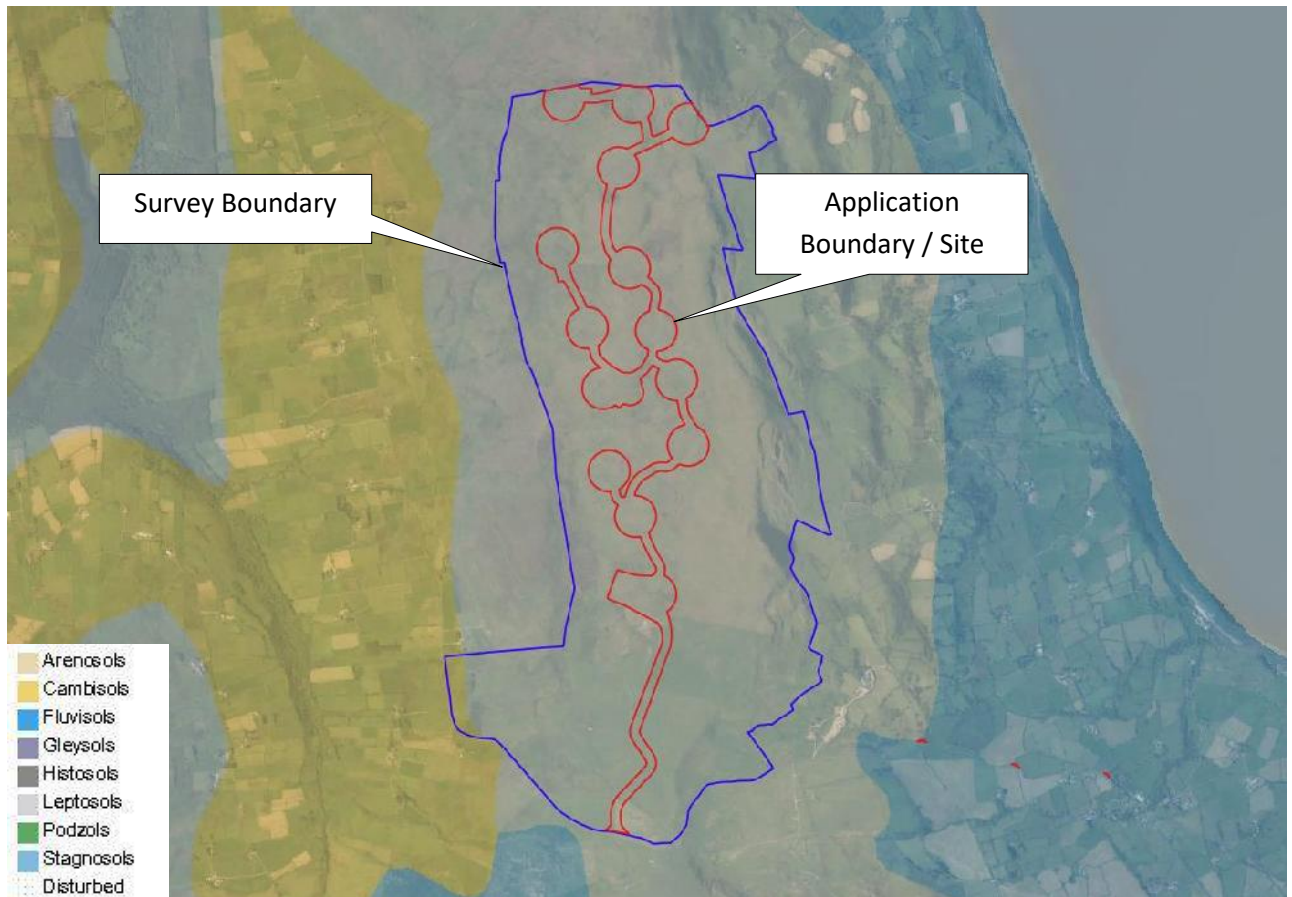 Survey Boundary
Application
Boundary / Site
Arenosols
Cambisols
Fluvisols
Gleysols
Histosols
Leptosols
Podzols
Stagnosols
Disturbed